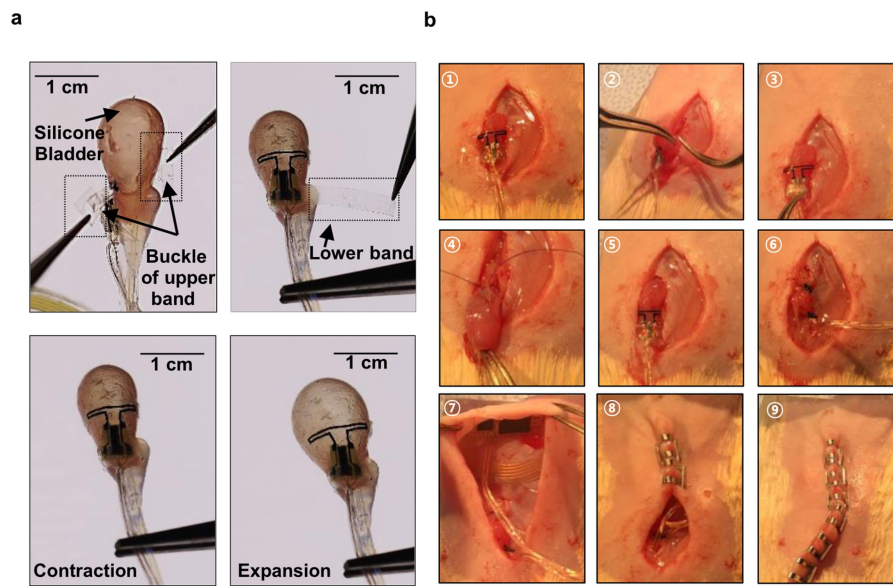 a
b
1 cm
Silicone
Bladder
Buckle
of upper
band
1 cm
Lower band
1 cm
Contraction
1 cm
Expansion
①
②
③
④
⑤
⑥
⑦
⑧
⑨